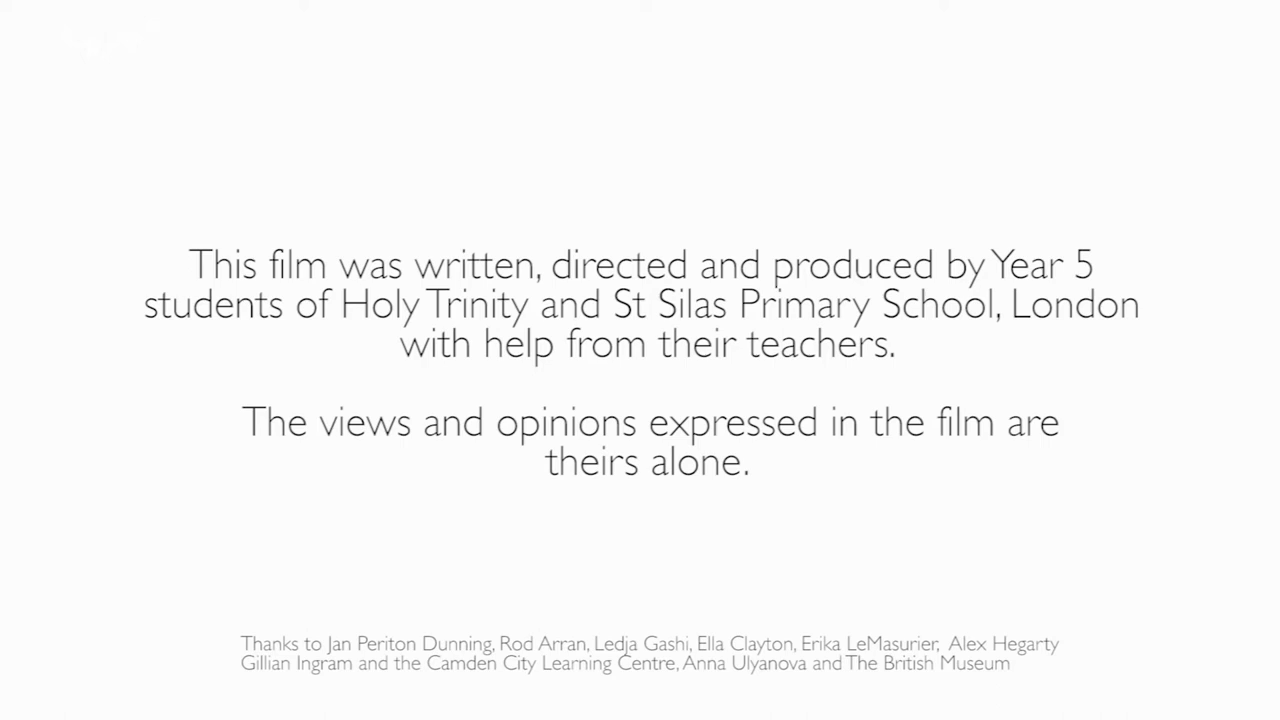 This film was written, directed and produced by Year 5
students of Holy Trinity and St Silas Primary School, London
with help from their teachers.
The views and opinions expressed in the film are
theirs alone.
Thanks to Jan Periton Dunning, Rod Arran, Ledja Gashi, Ella Clayton, Erika LeMasurier, Alex Hegarty
Gillian Ingram and the Camden City Learning Centre, Anna Ulyanova and The British Museum